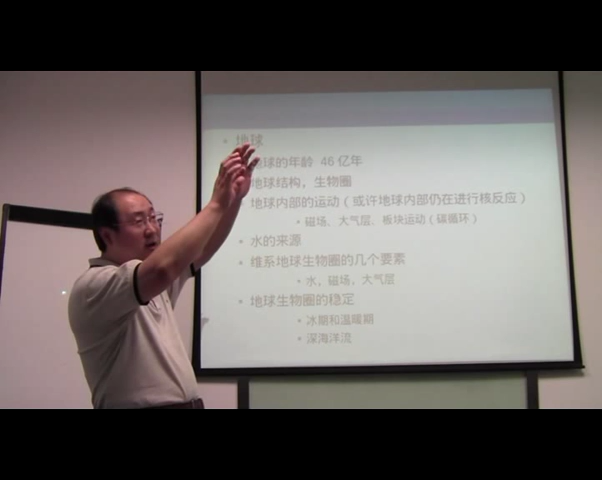 • 地球
地球的年龄 46 亿年
地球结构，生物圈
地球内部的运动（或许地球内部仍在进行核反应）
• 磁场、大气层、板块运动（碳循环）
• 水的来源
• 维系地球生物圈的几个要素
• 水，磁场，大气层
• 地球生物圈的稳定
• 冰期和温暖期
• 深海洋流